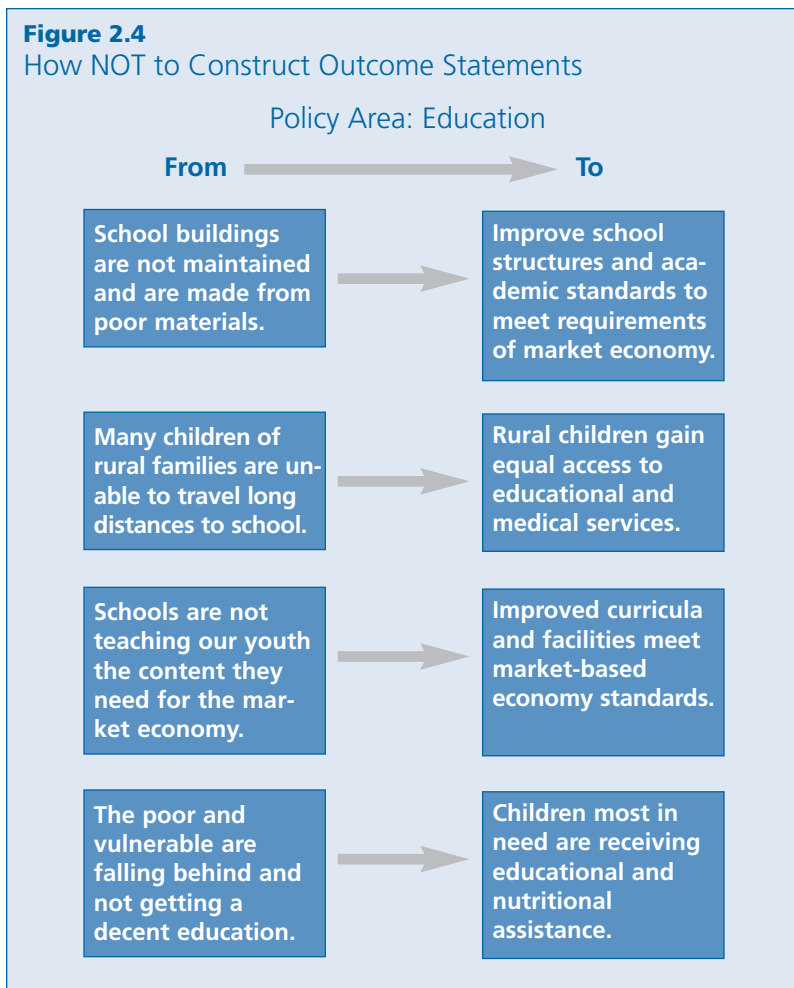 Figure 2.4
How NOT to Construct Outcome Statements
Policy Area: Education
From To
School buildings
are not maintained
and are made from
poor materials.
Improve school
structures and aca-
demic standards to
meet requirements
of market economy.
Many children of
rural families are un-
able to travel long
distances to school.
Rural children gain
equal access to
educational and
medical services.
Schools are not
teaching our youth
the content they
need for the mar-
ket economy.
Improved curricula
and facilities meet
market-based
economy standards.
The poor and
vulnerable are
falling behind and
not getting a
decent education.
Children most in
need are receiving
educational and
nutritional
assistance.